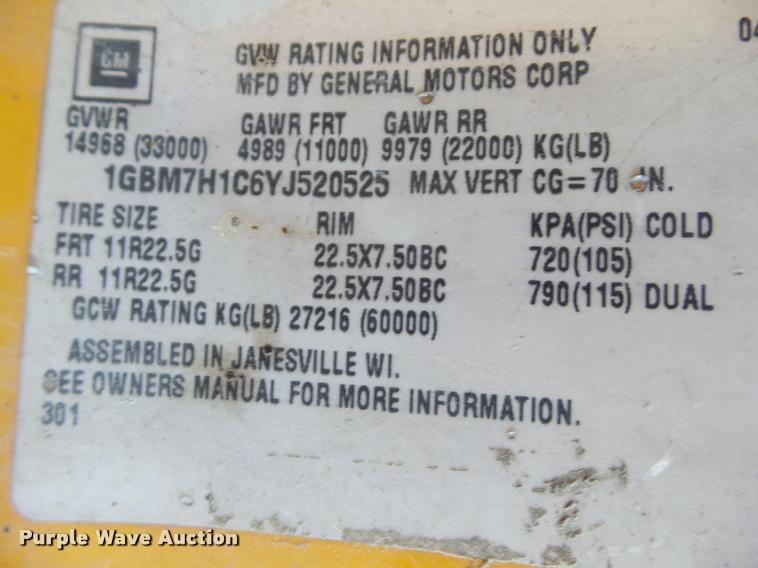 GM
GVW RATING INFORMATION ONLY
04
MFD BY GENERAL MOTORS CORP
GVWR GAWR FRT GAWR RR
14968 (33000) 4989 (11000) 9979 (22000) KG(LB)
1GBM7H1C6YJ520525 MAX VERT CG=70 IN.
TIRE SIZE RIM KPA(PSI) COLD
FRT 11R22.5G 22.5X7.50BC 720(105)
RR 11R22.5G 22.5X7.50BC 790(115) DUAL
GCW RATING KG(LB) 27216 (60000)
ASSEMBLED IN JANESVILLE WI.
SEE OWNERS MANUAL FOR MORE INFORMATION.
301
Purple Wave Auction